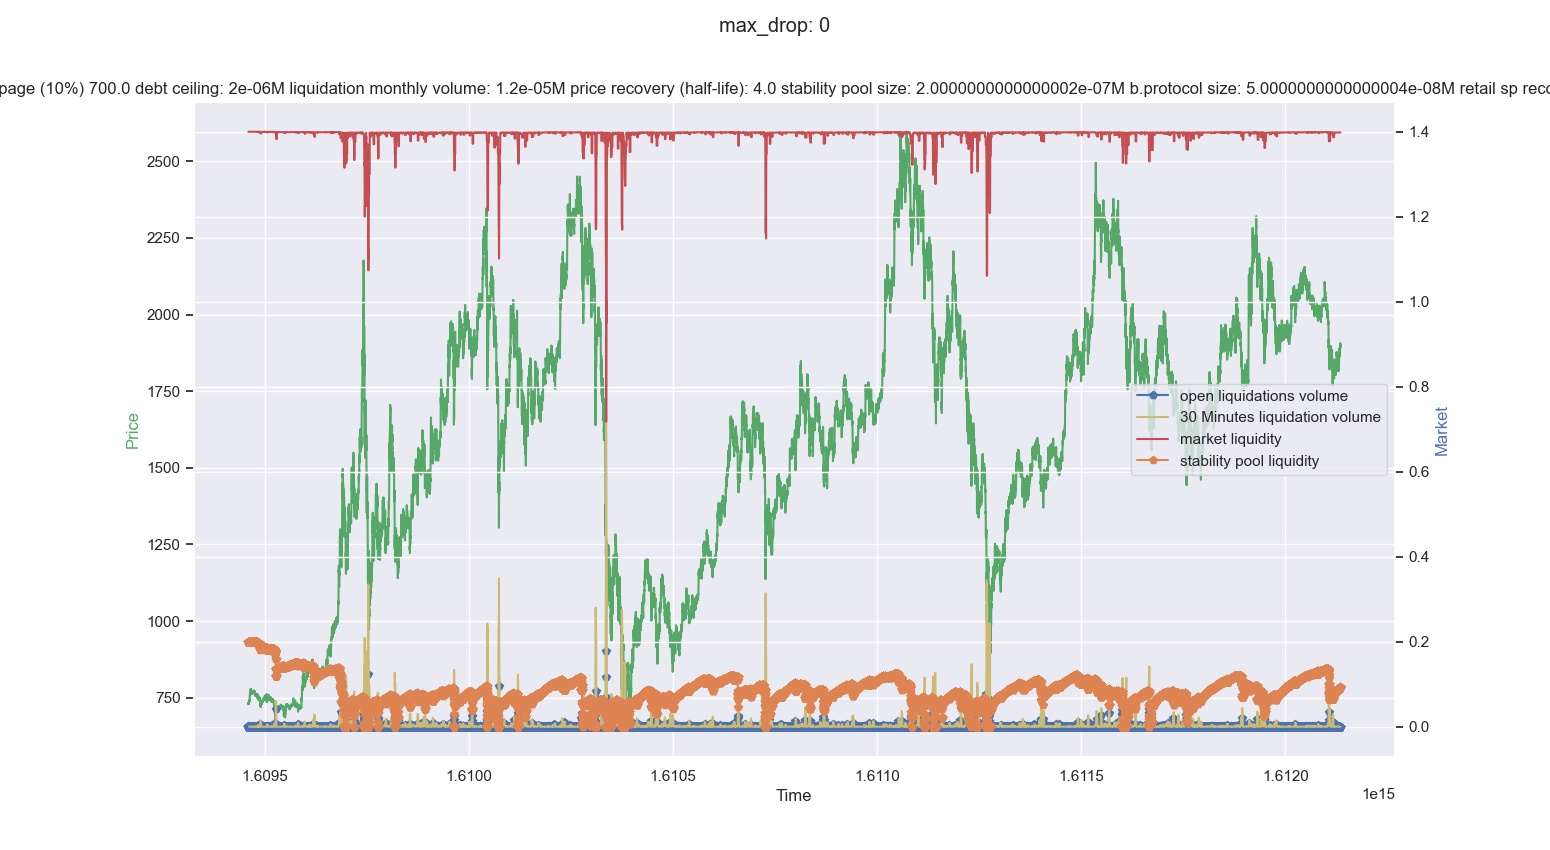 max_drop: 0
page (10%) 700.0 debt ceiling: 2e-06M liquidation monthly volume: 1.2e-05M price recovery (half-life): 4.0 stability pool size: 2.0000000000000002e-07M b.protocol size: 5.0000000000000004e-08M retail sp reco
2500
2250
2000
1750
1500
1250
1000
750
Price
1.4
1.2
1.0
0.8
0.6
0.4
0.2
0.0
Market
open liquidations volume
30 Minutes liquidation volume
market liquidity
stability pool liquidity
1.6095 1.6100 1.6105 1.6110 1.6115 1.6120
Time
1e15